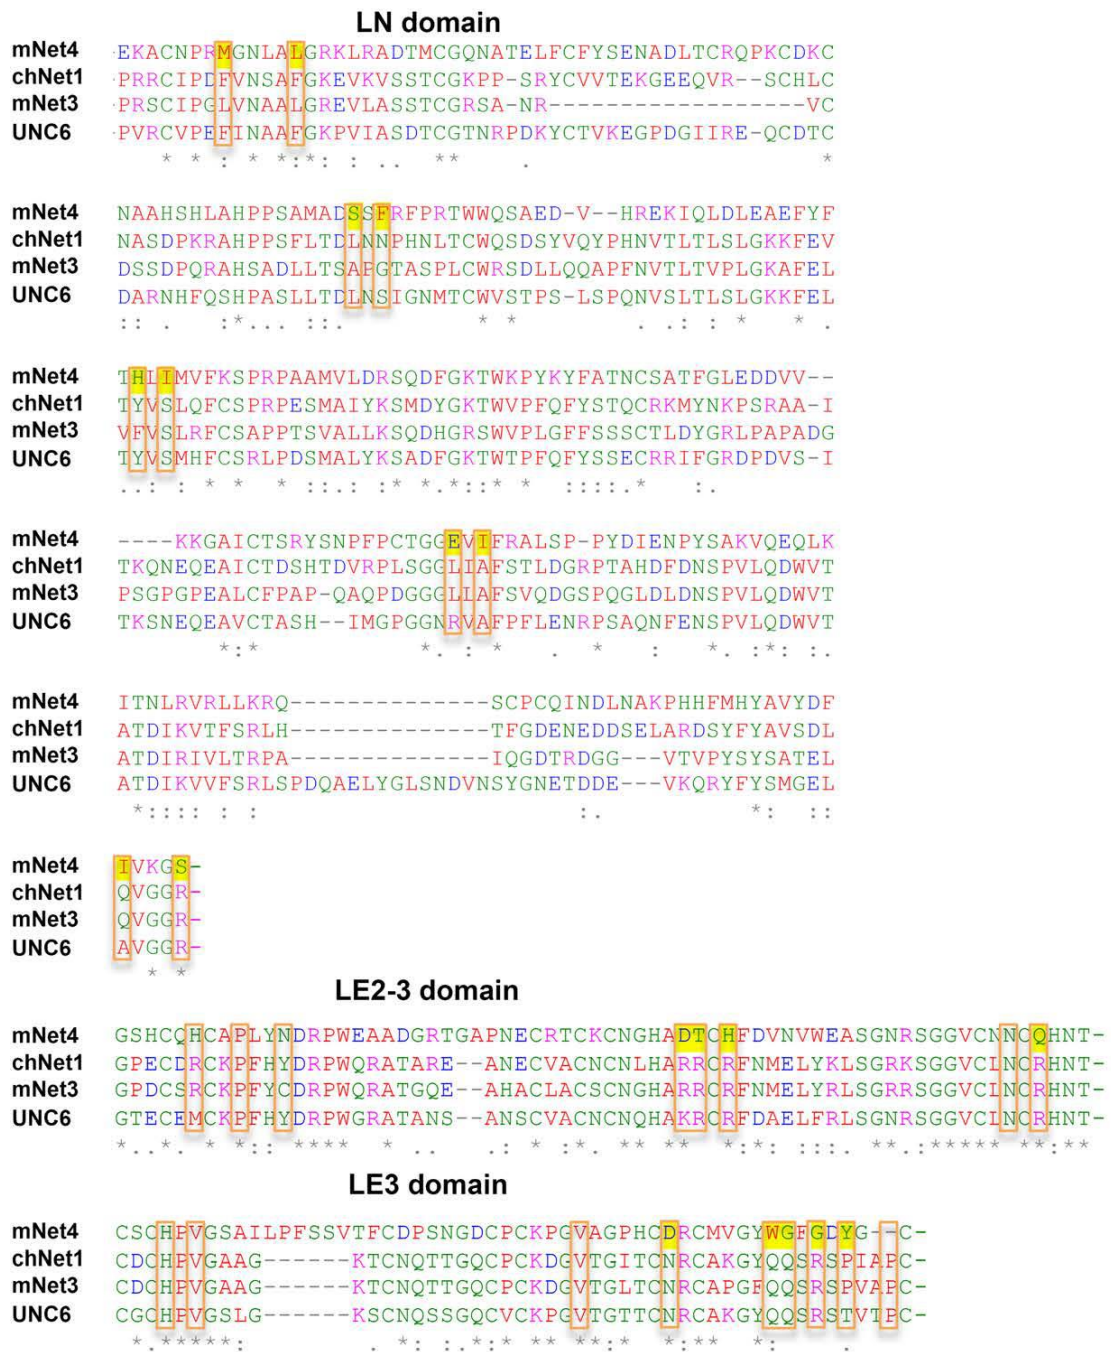 LN domain
mNet4 EKACNPRMGNLALGRKLRADTMCGQNATELFCFYSENADLTCRQPKCDKC
chNet1 PRRCIPDFVNSAFGKEVKVSSTCGKPP-SRYCVVTEKGEEQVR--SCHLC
mNet3 PRSCIPGLVNAALGREVLASSTCGRSA-NR------------------VC
UNC6 PVRCVPEFINAAFGKPVIASDTCGTNRPDKYCTVKEGPDGIIRE-QCDTC
* * : * *:*: : .. ** . *
mNet4 NAAHSHLAHPPSAMADSSFRFPRTWWQSAED-V--HREKIQLDLEAEFYF
chNet1 NASDPKRAHPPSFLTDLNNPHNLTCWQSDSYVQYPHNVTLTLSLGKKFEV
mNet3 DSSDPQRAHSADLLTSAPGTASPLCWRSDLLQQAPFNVTLTVPLGKAFEL
UNC6 DARNHFQSHPASLLTDLNSIGNMTCWVSTPS-LSPQNVSLTLSLGKKFEL
:: . :*... ::. * * . .: : * * .
mNet4 THLIMVFKSPRPAAMVLDRSQDFGKTWKPYKYFATNCSATFGLEDDVV--
chNet1 TYVSLQFCSPRPESMAIYKSMDYGKTWVPFQFYSTQCRKMYNKPSRAA-I
mNet3 VFVSLRFCSAPPTSVALLKSQDHGRSWVPLGFFSSSCTLDYGRLPAPADG
UNC6 TYVSMHFCSRLPDSMALYKSADFGKTWTPFQFYSSECRRIFGRDPDVS-I
..: : * * * ::.: :* *.*::* * ::::.* :.
mNet4 ----KKGAICTSRYSNPFPCTGGEVIFRALSP-PYDIENPYSAKVQEQLK
chNet1 TKQNEQEAICTDSHTDVRPLSGGLIAFSTLDGRPTAHDFDNSPVLQDWVT
mNet3 PSGPGPEALCFPAP-QAQPDGGGLLAFSVQDGSPQGLDLDNSPVLQDWVT
UNC6 TKSNEQEAVCTASH--IMGPGGNRVAFPFLENRPSAQNFENSPVLQDWVT
*:* *. : * . * : *. :*: :.
mNet4 ITNLRVRLLKRQ--------------SCPCQINDLNAKPHHFMHYAVYDF
chNet1 ATDIKVTFSRLH--------------TFGDENEDDSELARDSYFYAVSDL
mNet3 ATDIRIVLTRPA--------------IQGDTRDGG---VTVPYSYSATEL
UNC6 ATDIKVVFSRLSPDQAELYGLSNDVNSYGNETDDE---VKQRYFYSMGEL
*:::: : : :. *: ::
mNet4 IVKGS-
chNet1 QVGGR-
mNet3 QVGGR-
UNC6 AVGGR-
* *
LE2-3 domain
mNet4 GSHCQHCAPLYNDRPWEAADGRTGAPNECRTCKCNGHADTCHFDVNVWEASGNRSGGVCNNCQHNT-
chNet1 GPECDRCKPFHYDRPWQRATARE--ANECVACNCNLHARRCRFNMELYKLSGRKSGGVCLNCRHNT-
mNet3 GPDCSRCKPFYCDRPWQRATGQE--AHACLACSCNGHARRCRFNMELYRLSGRRSGGVCLNCRHNT-
UNC6 GTECEMCKPFHYDRPWGRATANS--ANSCVACNCNQHAKRCRFDAELFRLSGNRSGGVCLNCRHNT-
*..*. * *:: **** * .: * :*.** ** *:*: ::. **.:***** **:***
LE3 domain
mNet4 CSCHPVGSAILPFSSVTFCDPSNGDCPCKPGVAGPHCDRCMVGYWGFGDYG--C-
chNet1 CDCHPVGAAG------KTCNQTTGQCPCKDGVTGITCNRCAKGYQQSRSPIAPC-
mNet3 CDCHPVGAAG------KTCNQTTGQCPCKDGVTGLTCNRCAPGFQQSRSPVAPC-
UNC6 CGCHPVGSLG------KSCNQSSGQCVCKPGVTGTTCNRCAKGYQQSRSTVTPC-
*.*****: . *: :.*:* ** **:* *:** *: .